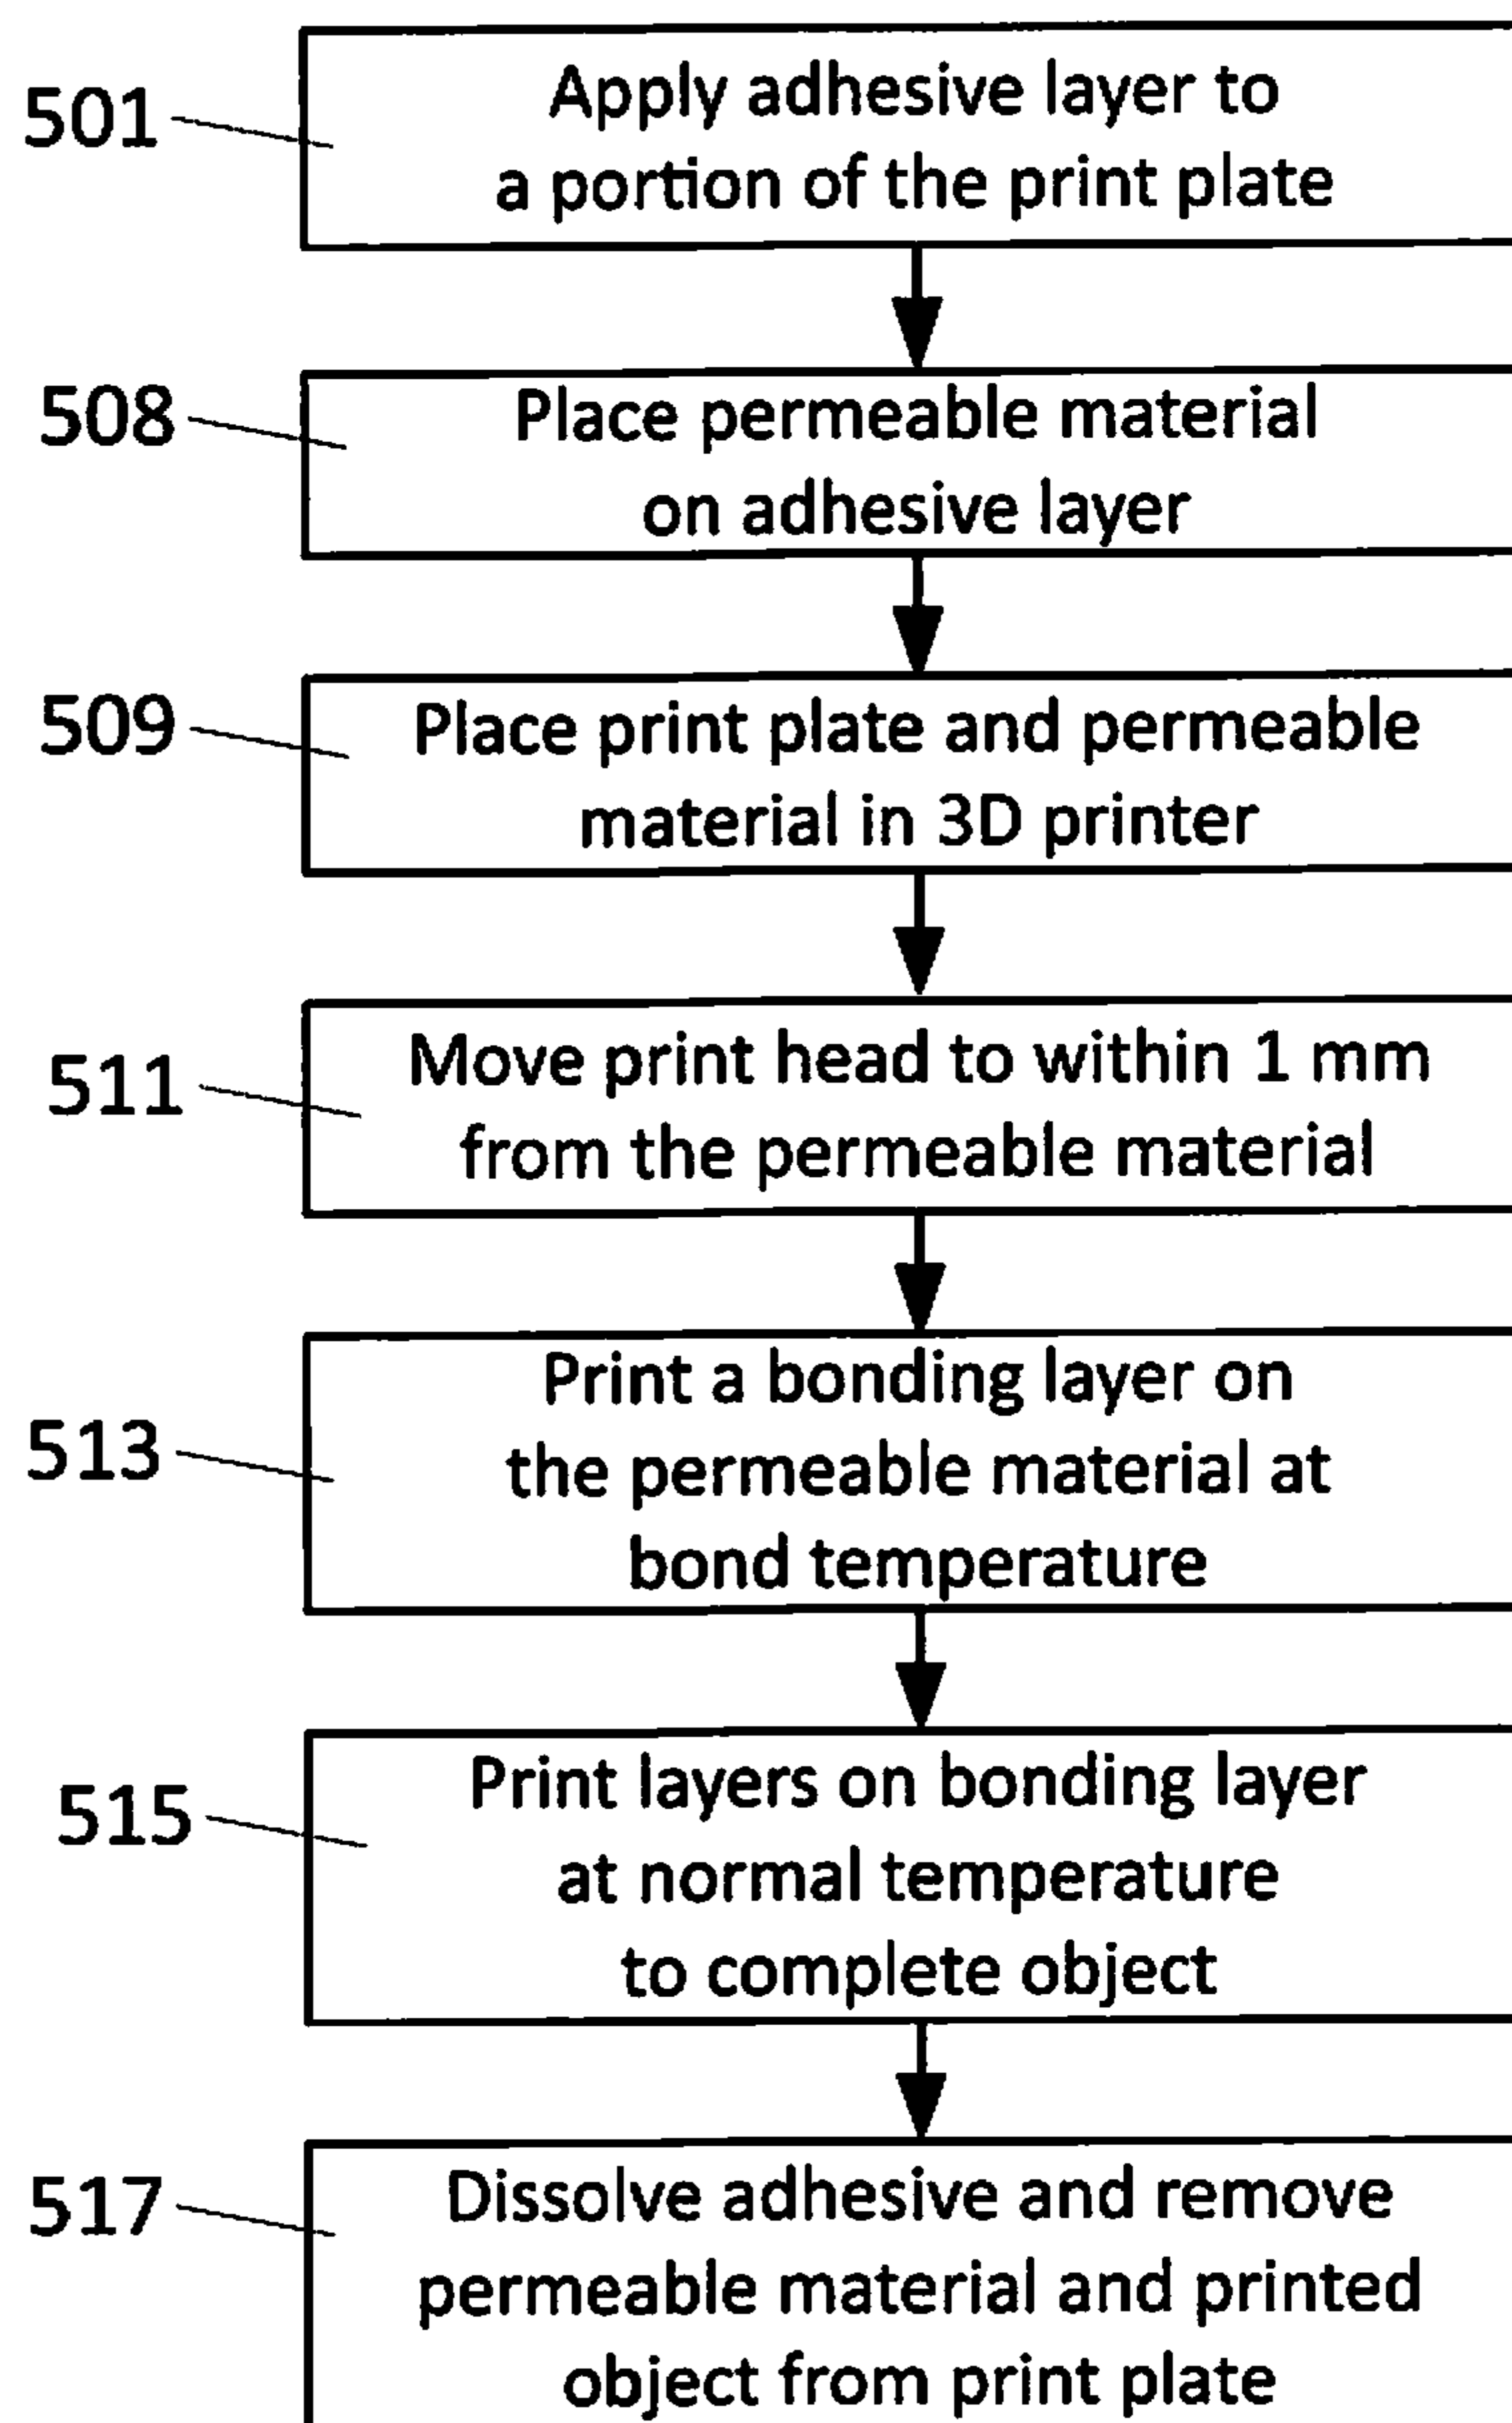 501
Apply adhesive layer to
a portion of the print plate
508
Place permeable material
on adhesive layer
509
Place print plate and permeable
material in 3D printer
511
Move print head to within 1 mm
from the permeable material
513
Print a bonding layer on
the permeable material at
bond temperature
515
Print layers on bonding layer
at normal temperature
to complete object
517
Dissolve adhesive and remove
permeable material and printed
object from print plate